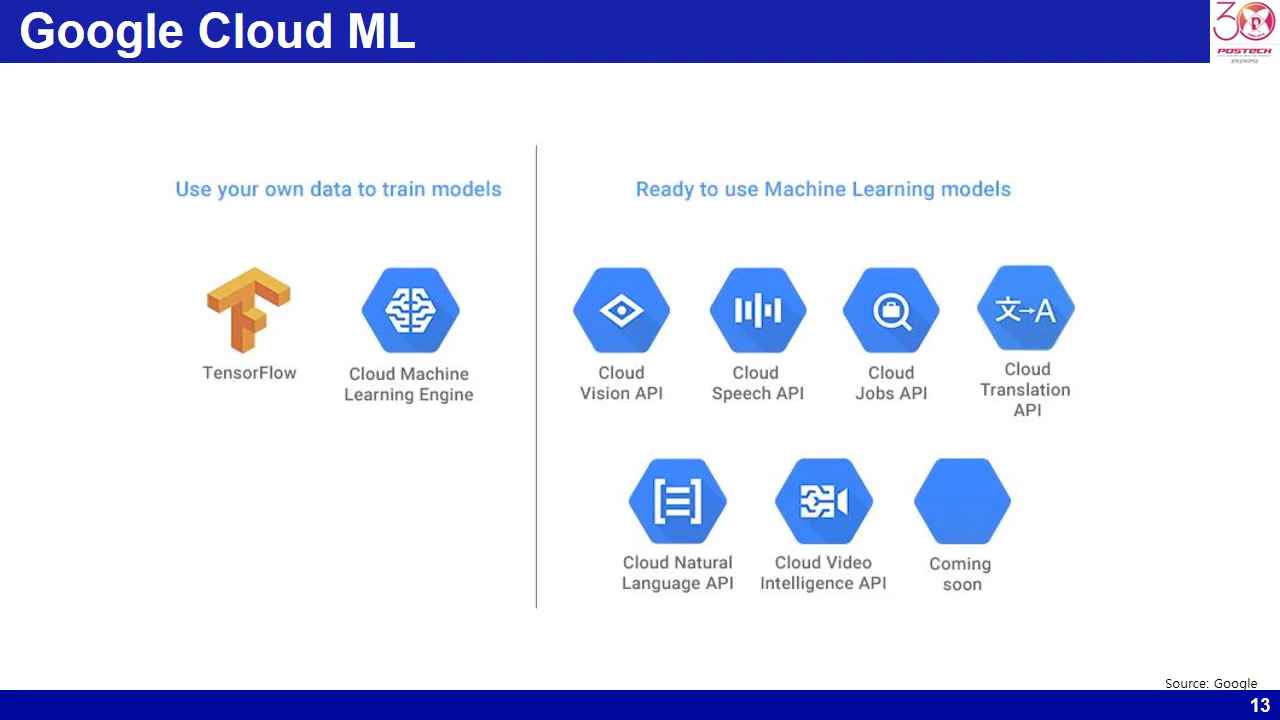 Google Cloud ML
30
POSTECH
Use your own data to train models
Ready to use Machine Learning models
TensorFlow
Cloud Machine
Learning Engine
Cloud
Vision API
Cloud
Speech API
Cloud
Jobs API
文→A
Cloud
Translation
API
Cloud Natural
Language API
Cloud Video
Intelligence API
Coming
soon
Source: Google
13